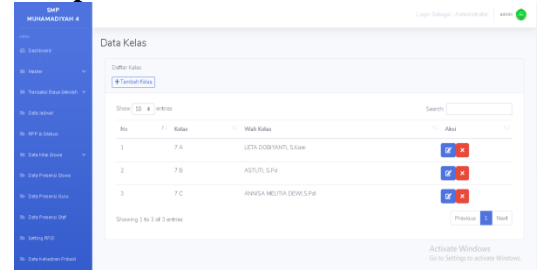 SMP
MUHAMADIYAH 4
Login Sebagai : Administrator
admin
Dashboard
Data Kelas
Master
Daftar Kelas
+ Tambah Kelas
Transaksi Biaya Sekolah
Data Jadwal
Show 10 entries
Search:
No Kelas Wali Kelas Aksi
RPP & Silabus
1 7 A LETA DOBIYANTI, S.Kom
Data Nilai Siswa
2 7 B ASTUTI, S.Pd
Data Presensi Siswa
3 7 C ANNISA MEUTIA DEWI,S.Pd
Data Presensi Guru
Showing 1 to 3 of 3 entries
Previous 1 Next
Data Presensi Staf
Setting RFID
Activate Windows
Go to Settings to activate Windows.
Data Kehadiran Pribadi